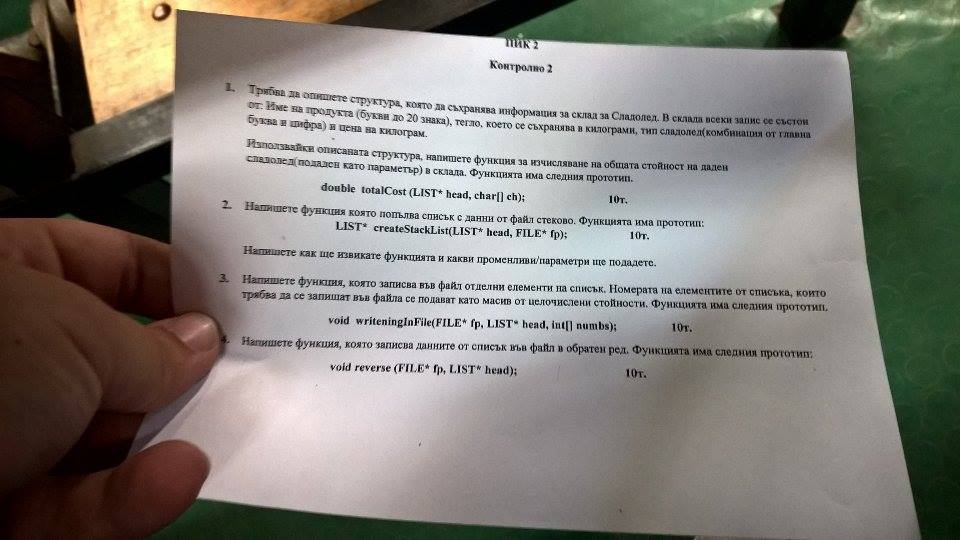 ПИК 2
Контролно 2
1. Трябва да опишете структура, която да съхранява информация за склад за Сладолед. В склада всеки запис се състои
от: Име на продукта (букви до 20 знака), тегло, което се съхранява в килограми, тип сладолед(комбинация от главна
буква и цифра) и цена на килограм.
Използвайки описаната структура, напишете функция за изчисляване на общата стойност на даден
сладолед(подаден като параметър) в склада. Функцията има следния прототип.
double totalCost (LIST* head, char[] ch); 10т.
2. Напишете функция която попълва списък с данни от файл стеково. Функцията има прототип:
LIST* createStackList(LIST* head, FILE* fp); 10т.
Напишете как ще извикате функцията и какви променливи/параметри ще подадете.
3. Напишете функция, която записва във файл отделни елементи на списък. Номерата на елементите от списъка, които
трябва да се запишат във файла се подават като масив от целочислени стойности. Функцията има следния прототип.
void writeningInFile(FILE* fp, LIST* head, int[] numbs); 10т.
4. Напишете функция, която записва данните от списък във файл в обратен ред. Функцията има следния прототип:
void reverse (FILE* fp, LIST* head); 10т.